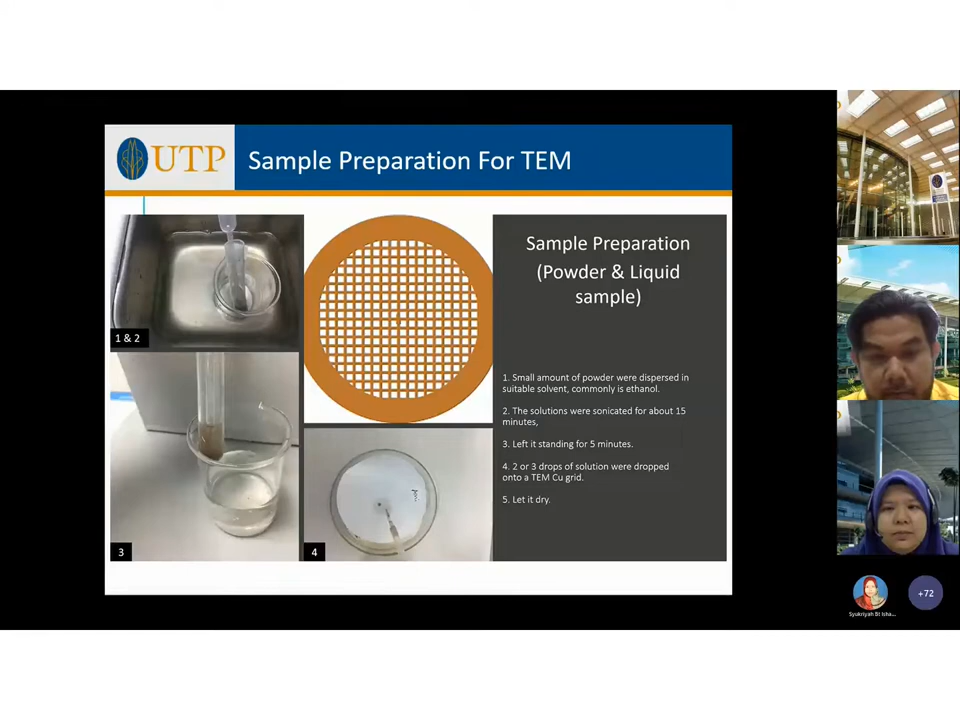 UTP
Sample Preparation For TEM
1 & 2
3
4
Sample Preparation
(Powder & Liquid
sample)
1. Small amount of powder were dispersed in
suitable solvent, commonly is ethanol.
2. The solutions were sonicated for about 15
minutes,
3. Left it standing for 5 minutes.
4. 2 or 3 drops of solution were dropped
onto a TEM Cu grid.
5. Let it dry.
+72
Syukriyah Bt Isha...